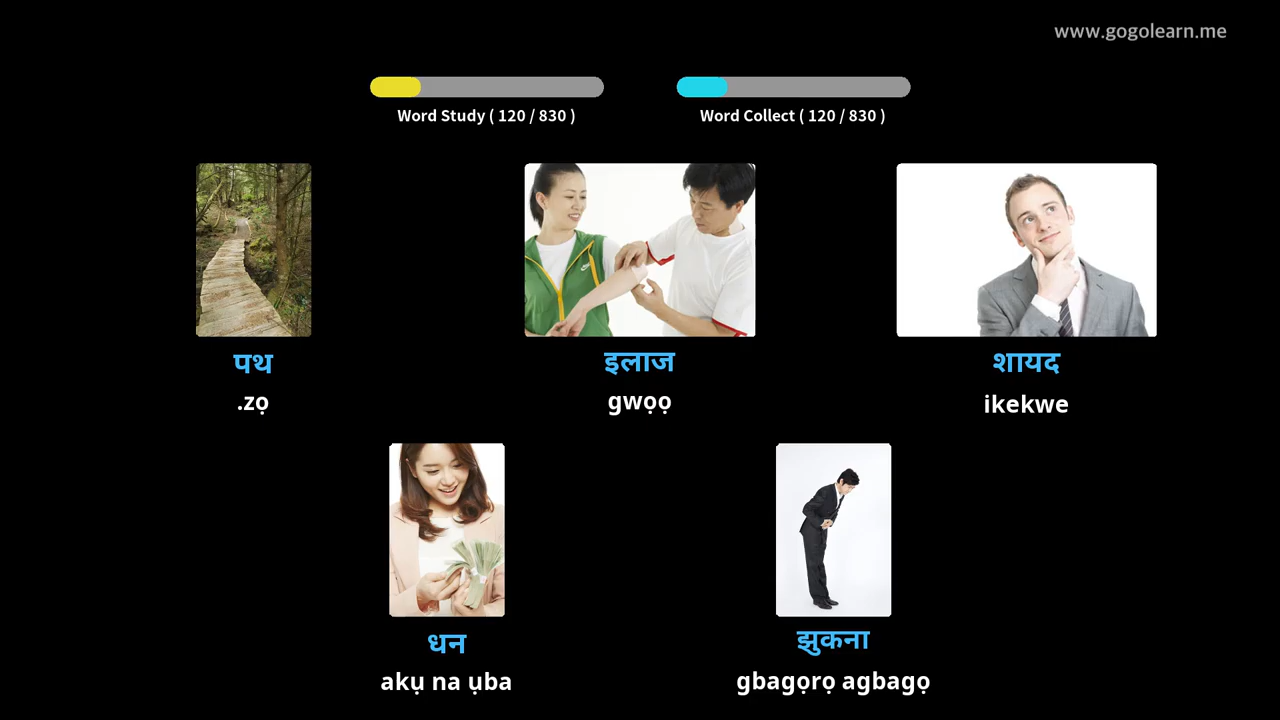 www.gogolearn.me
Word Study ( 120 / 830 )
Word Collect ( 120 / 830 )
पथ
.zọ
इलाज
gwọọ
शायद
ikekwe
धन
akụ na ụba
झुकना
gbagọrọ agbagọ